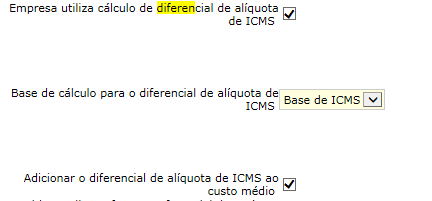 Empresa utiliza cálculo de diferencial de alíquota
de ICMS
Base de cálculo para o diferencial de alíquota de
ICMS
Base de ICMS
Adicionar o diferencial de alíquota de ICMS ao
custo médio